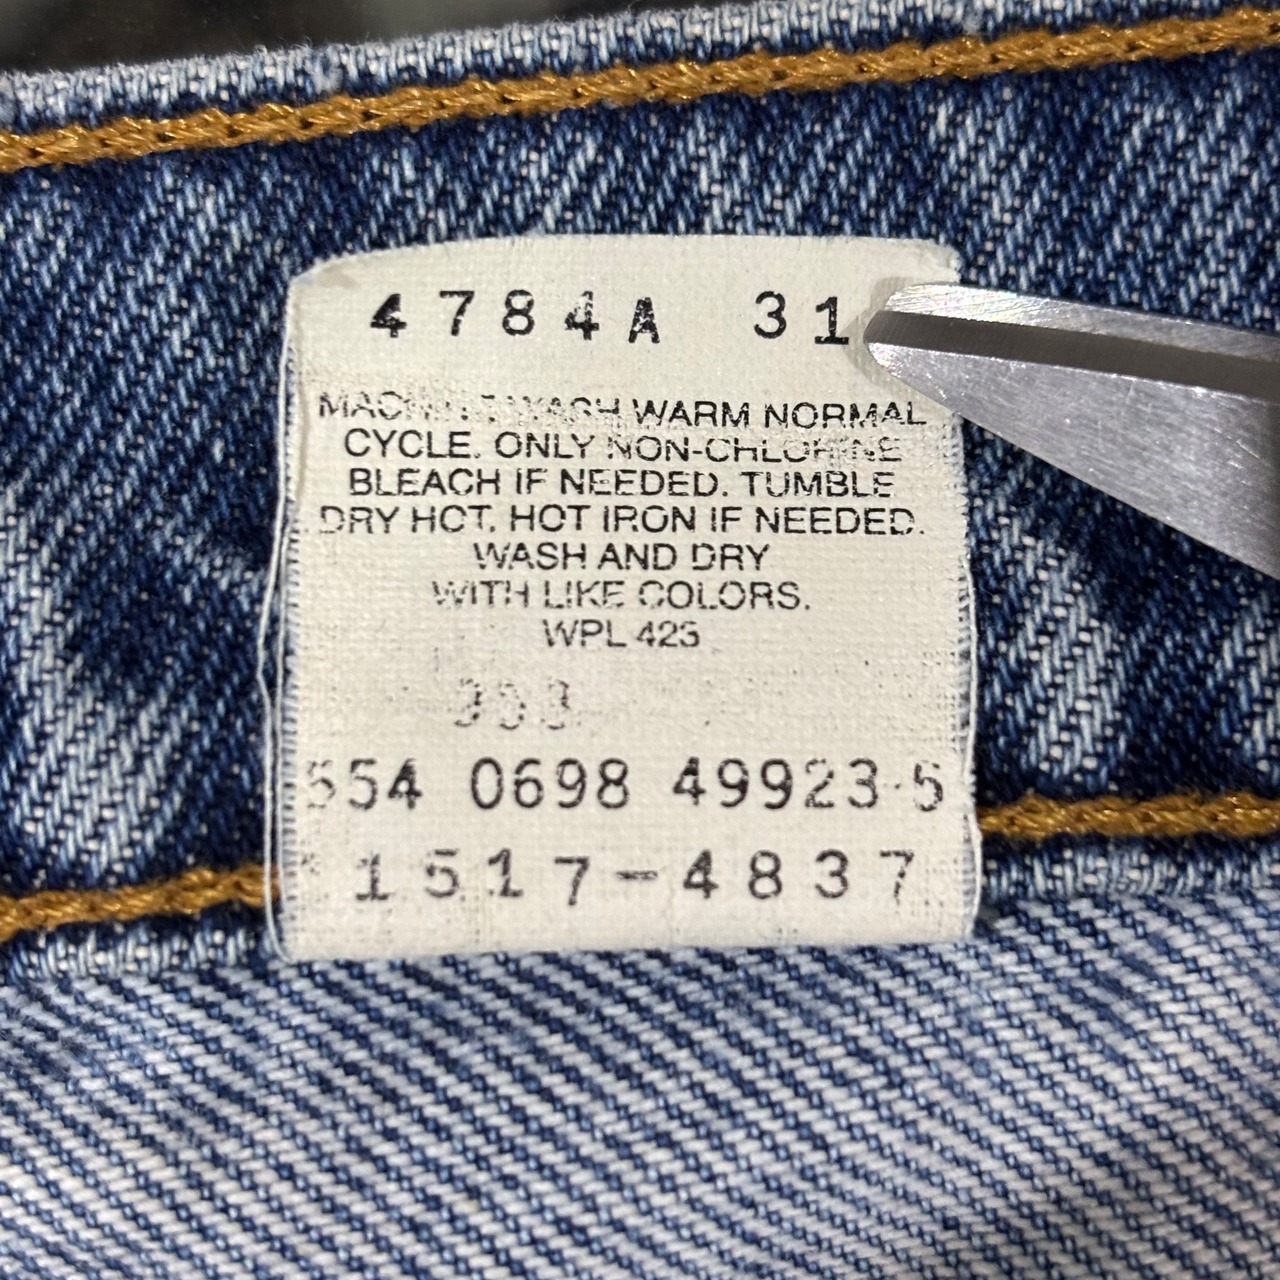 4784A 31
MACHINE WASH WARM NORMAL
CYCLE. ONLY NON-CHLORINE
BLEACH IF NEEDED. TUMBLE
DRY HOT. HOT IRON IF NEEDED.
WASH AND DRY
WITH LIKE COLORS.
WPL 423
554 0698 49923 5
1517-4837